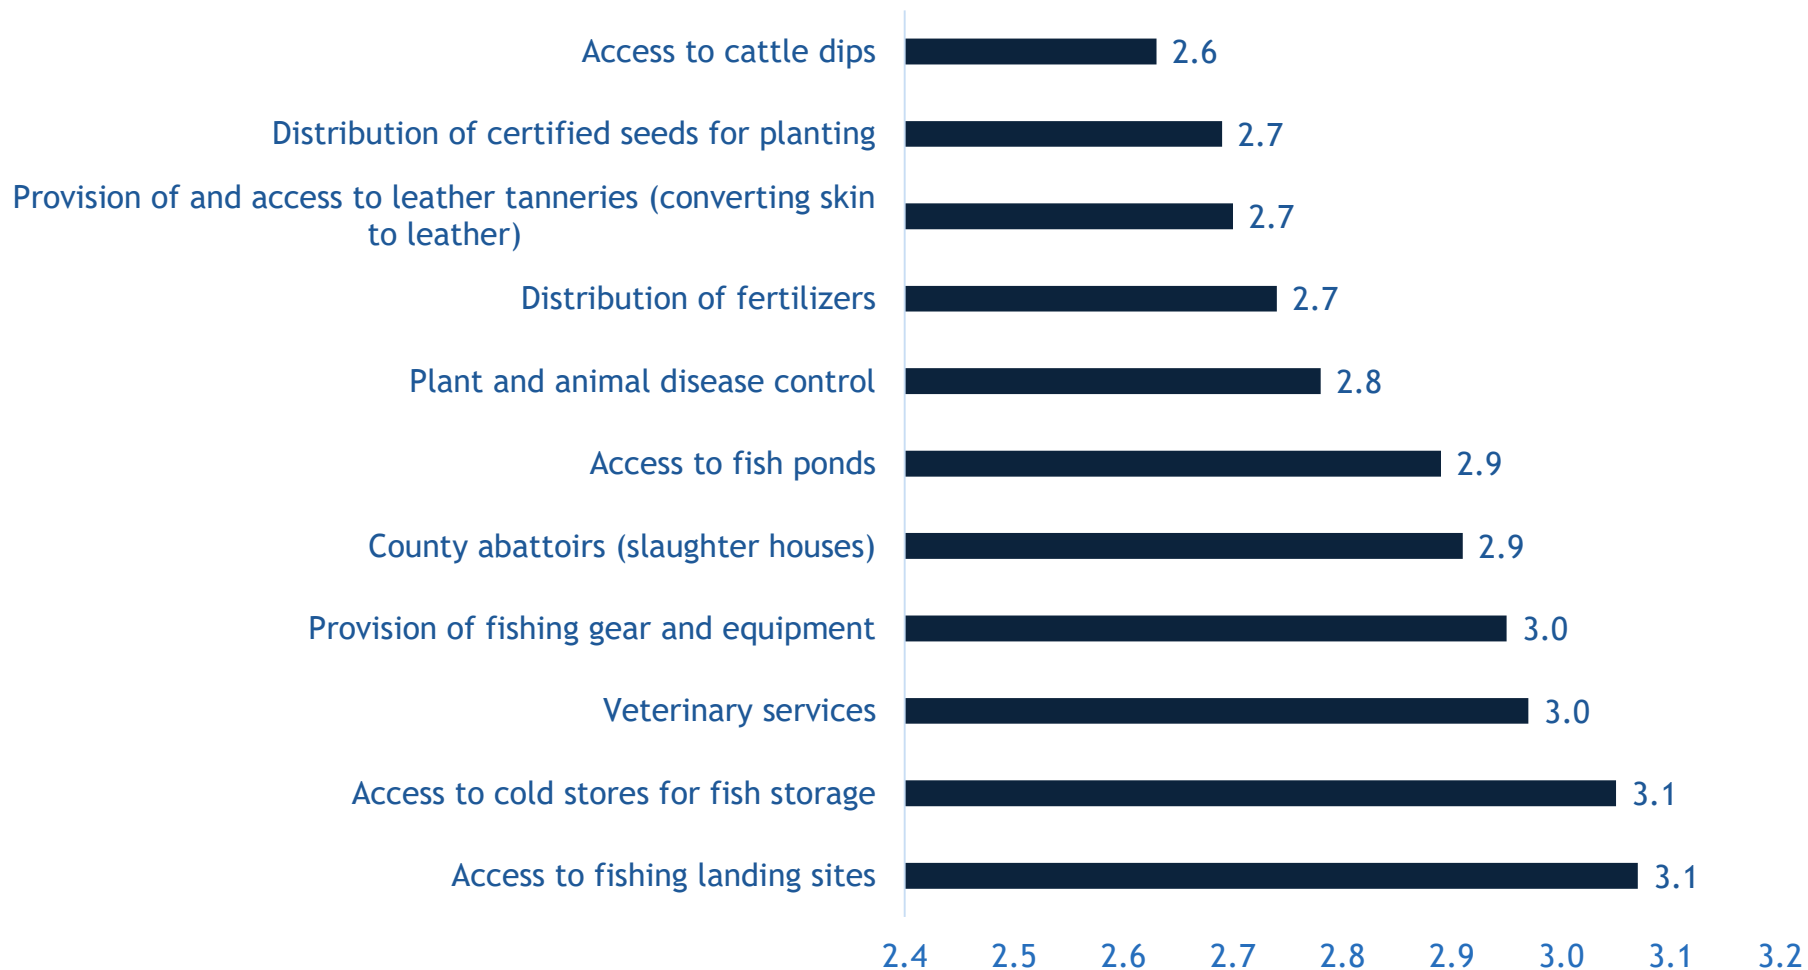 Access to cattle dips 2.6
Distribution of certified seeds for planting 2.7
Provision of and access to leather tanneries (converting skin
to leather) 2.7
Distribution of fertilizers 2.7
Plant and animal disease control 2.8
Access to fish ponds 2.9
County abattoirs (slaughter houses) 2.9
Provision of fishing gear and equipment 3.0
Veterinary services 3.0
Access to cold stores for fish storage 3.1
Access to fishing landing sites 3.1
2.4 2.5 2.6 2.7 2.8 2.9 3.0 3.1 3.2